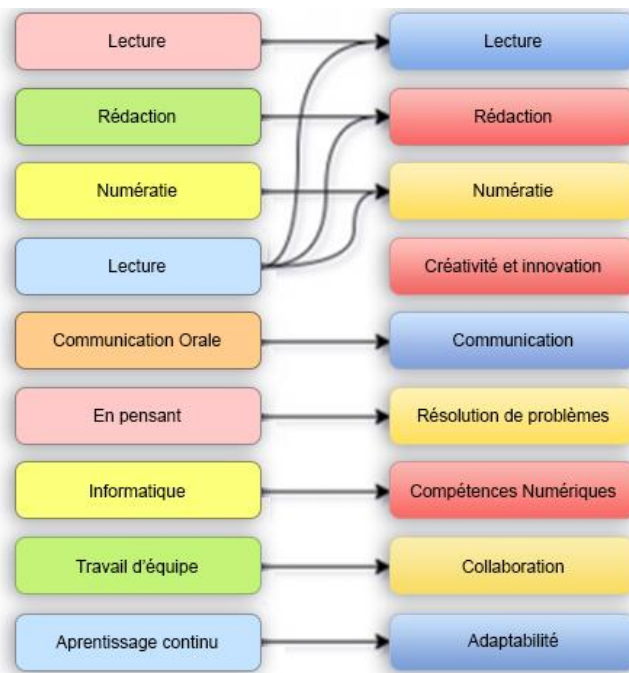 Lecture
Lecture
Rédaction
Rédaction
Numératie
Numératie
Lecture
Créativité et innovation
Communication Orale
Communication
En pensant
Résolution de problèmes
Informatique
Compétences Numériques
Travail d'équipe
Collaboration
Aprentissage continu
Adaptabilité